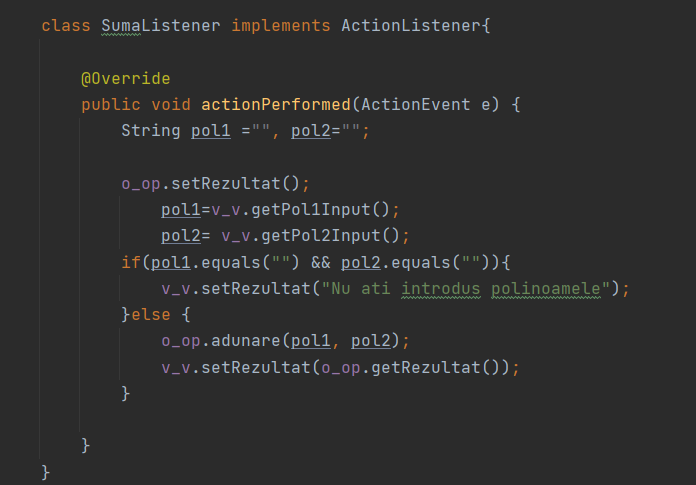 class SumaListener implements ActionListener{
@Override
public void actionPerformed(ActionEvent e) {
String pol1 ="", pol2="";
o_op.setRezultat();
pol1=v_v.getPol1Input();
pol2= v_v.getPol2Input();
if(pol1.equals("") && pol2.equals("")){
v_v.setRezultat("Nu ati introdus polinoamele");
}else {
o_op.adunare(pol1, pol2);
v_v.setRezultat(o_op.getRezultat());
}
}
}